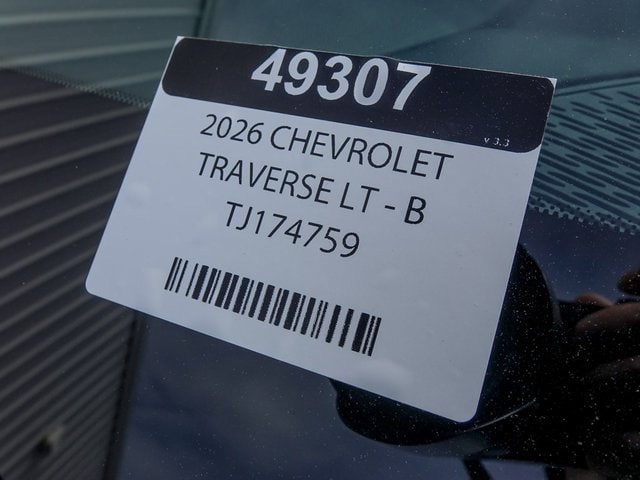 49307
v 3.3
2026 CHEVROLET
TRAVERSE LT - B
TJ174759